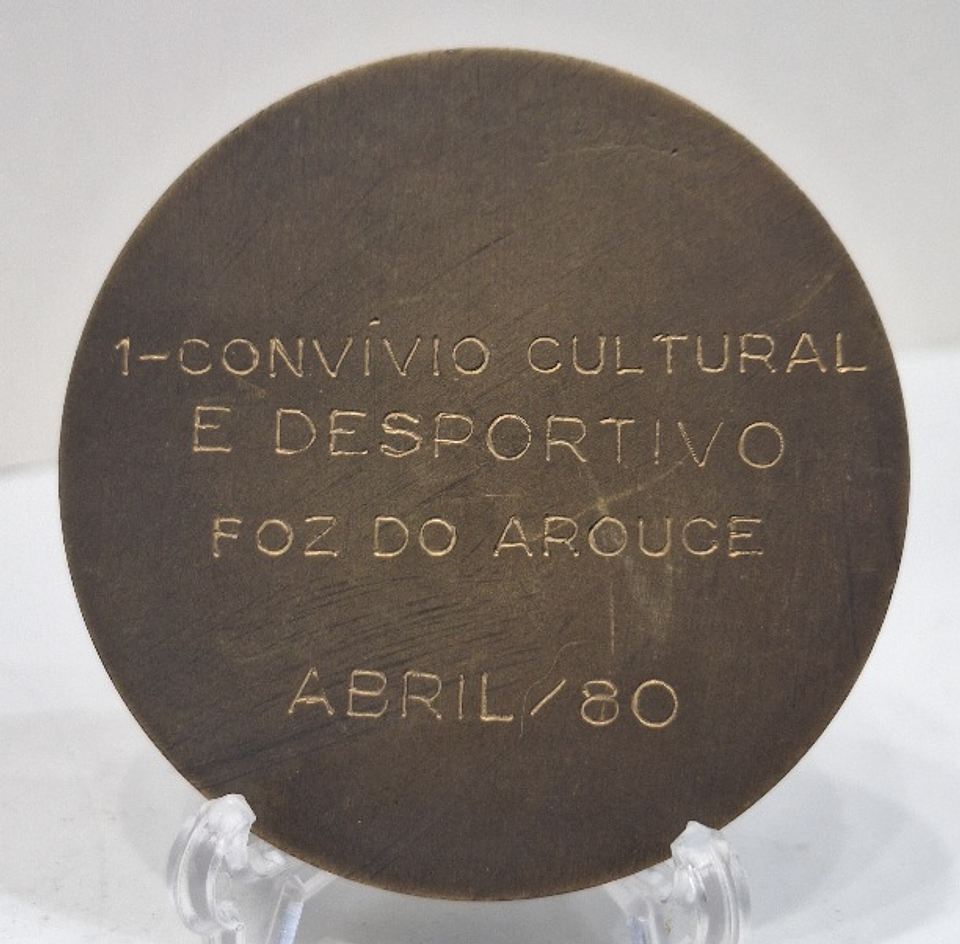 1-CONVÍVIO CULTURAL
E DESPORTIVO
FOZ DO AROUCE
ABRIL/80